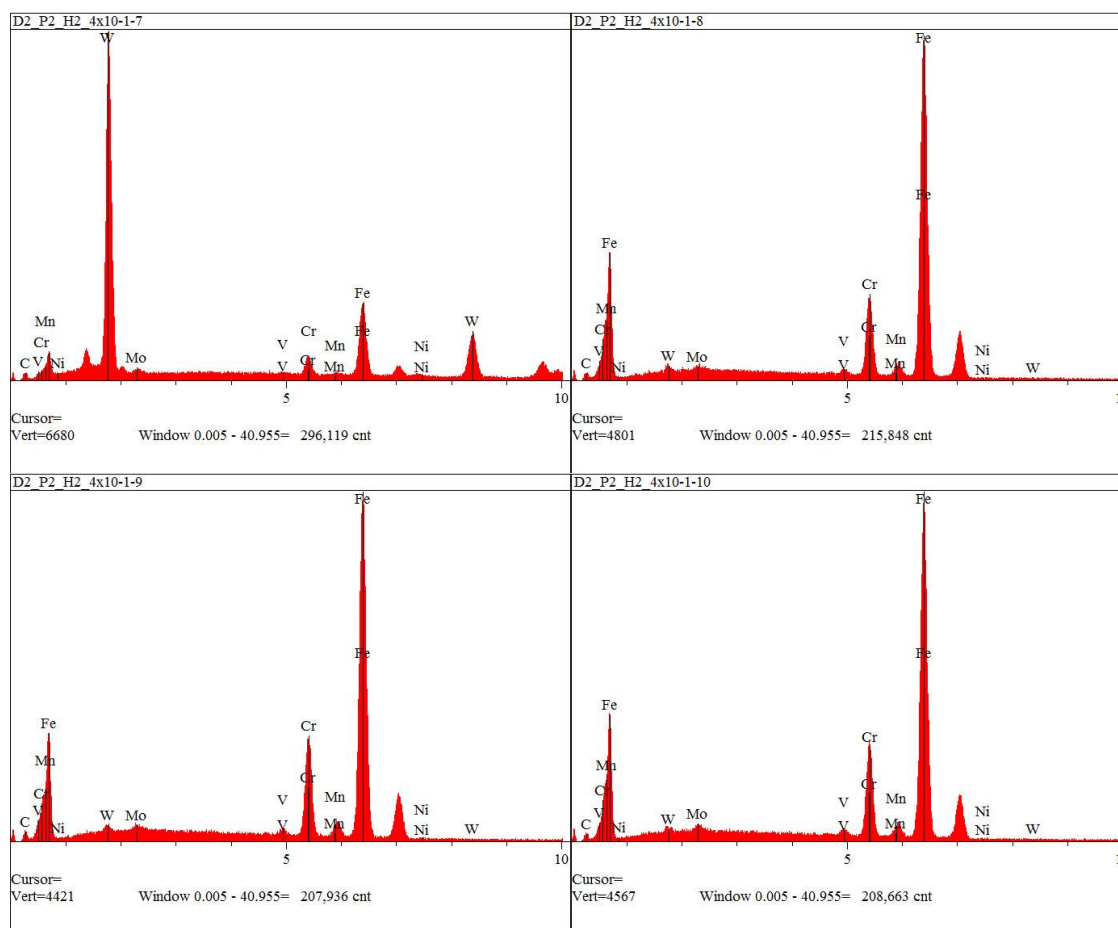 D2_P2_H2_4x10-1-7
W
Mn
Cr
V
C
Ni
Mo
V
V
Cr
Cr
Mn
Mn
Fe
Fe
Ni
Ni
W
5
Cursor=
Vert=6680 Window 0.005 - 40.955= 296,119 cnt
D2_P2_H2_4x10-1-8
Fe
Fe
Fe
Mn
Cr
V
C
Ni
W
Mo
V
V
Cr
Cr
Mn
Mn
Ni
Ni
W
5
1
Cursor=
Vert=4801 Window 0.005 - 40.955= 215,848 cnt
D2_P2_H2_4x10-1-9
Fe
Fe
Fe
Mn
Cr
V
C
Ni
W
Mo
V
V
Cr
Cr
Mn
Mn
Ni
Ni
W
5
10
Cursor=
Vert=4421 Window 0.005 - 40.955= 207,936 cnt
D2_P2_H2_4x10-1-10
Fe
Fe
Fe
Mn
Cr
V
C
Ni
W
Mo
V
V
Cr
Cr
Mn
Mn
Ni
Ni
W
5
1
Cursor=
Vert=4567 Window 0.005 - 40.955= 208,663 cnt